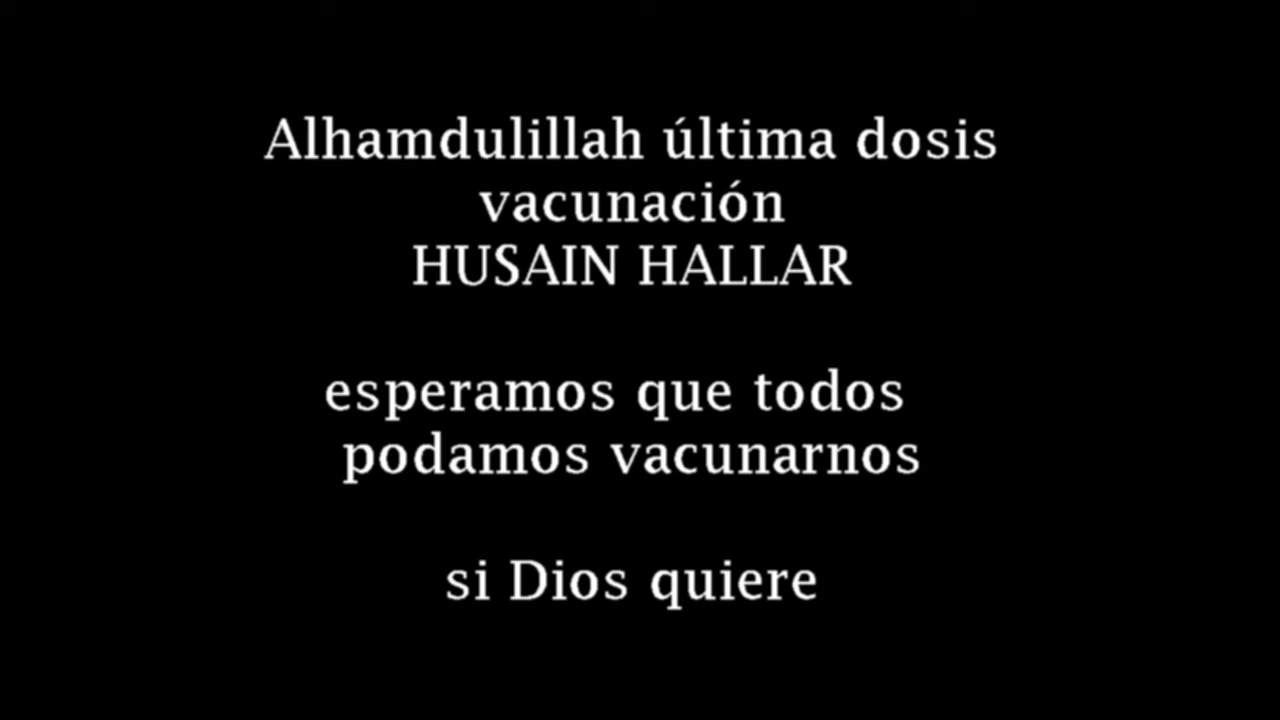 Alhamdulillah última dosis
vacunación
HUSAIN HALLAR
esperamos que todos
podamos vacunarnos
si Dios quiere